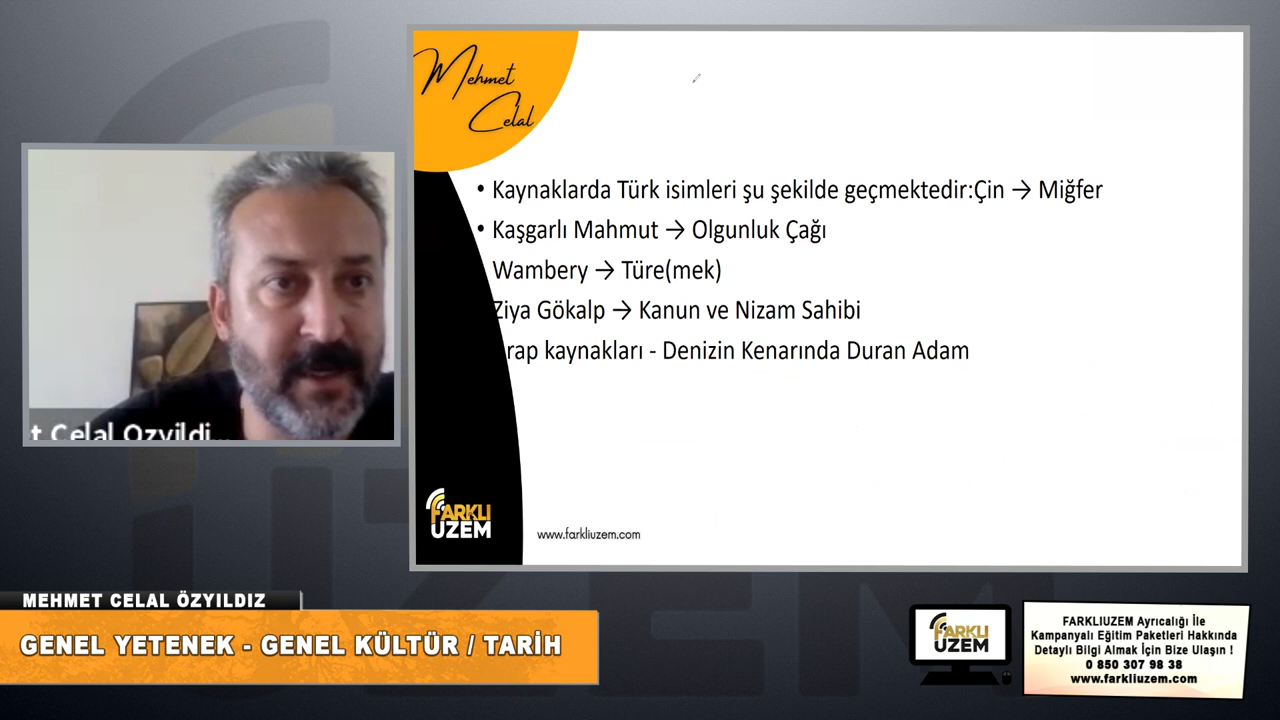 Mehmet
Celal
• Kaynaklarda Türk isimleri şu şekilde geçmektedir:Çin → Miğfer
• Kaşgarlı Mahmut → Olgunluk Çağı
Wambery → Türe(mek)
Ziya Gökalp → Kanun ve Nizam Sahibi
rap kaynakları - Denizin Kenarında Duran Adam
t Celal Ozyildi...
FARKLI
UZEM
www.farkliuzem.com
MEHMET CELAL ÖZYILDIZ
GENEL YETENEK - GENEL KÜLTÜR / TARİH
FARKLI
UZEM
FARKLIUZEM Ayrıcalığı İle
Kampanyalı Eğitim Paketleri Hakkında
Detaylı Bilgi Almak İçin Bize Ulaşın !
0 850 307 98 38
www.farkliuzem.com
UZEM